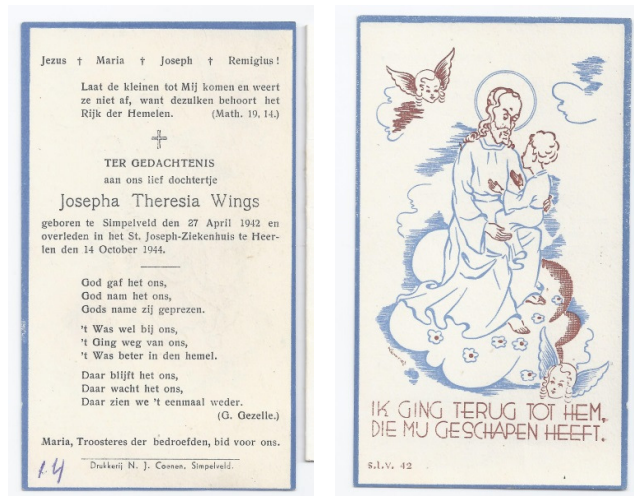 Jezus † Maria † Joseph † Remigius!
Laat de kleinen tot Mij komen en weert
ze niet af, want dezulken behoort het
Rijk der Hemelen. (Math. 19. 14.)
TER GEDACHTENIS
aan ons lief dochtertje
Josepha Theresia Wings
geboren te Simpelveld den 27 April 1942 en
overleden in het St. Joseph-Ziekenhuis te Heer-
len den 14 October 1944.
God gaf het ons,
God nam het ons,
Gods name zij geprezen.
't Was wel bij ons,
't Ging weg van ons,
't Was beter in den hemel.
Daar blijft het ons,
Daar wacht het ons,
Daar zien we 't eenmaal weder.
(G. Gezelle.)
Maria, Troosteres der bedroefden, bid voor ons.
Drukkerij N. J. Coenen, Simpelveld.
14
IK GING TERUG TOT HEM,
DIE MIJ GESCHAPEN HEEFT.
S.L.V. 42